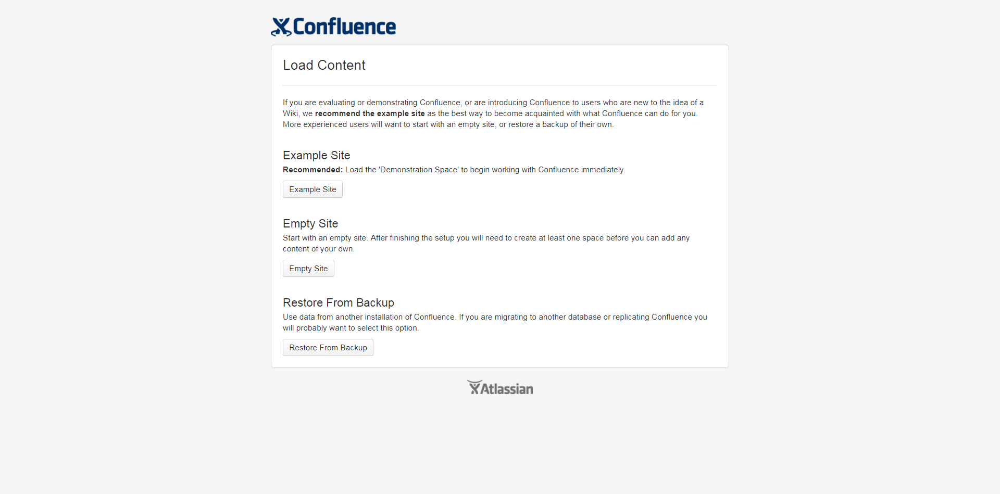 Confluence
Load Content
If you are evaluating or demonstrating Confluence, or are introducing Confluence to users who are new to the idea of a
Wiki, we recommend the example site as the best way to become acquainted with what Confluence can do for you.
More experienced users will want to start with an empty site, or restore a backup of their own.
Example Site
Recommended: Load the 'Demonstration Space' to begin working with Confluence immediately.
Example Site
Empty Site
Start with an empty site. After finishing the setup you will need to create at least one space before you can add any
content of your own.
Empty Site
Restore From Backup
Use data from another installation of Confluence. If you are migrating to another database or replicating Confluence you
will probably want to select this option.
Restore From Backup
Atlassian